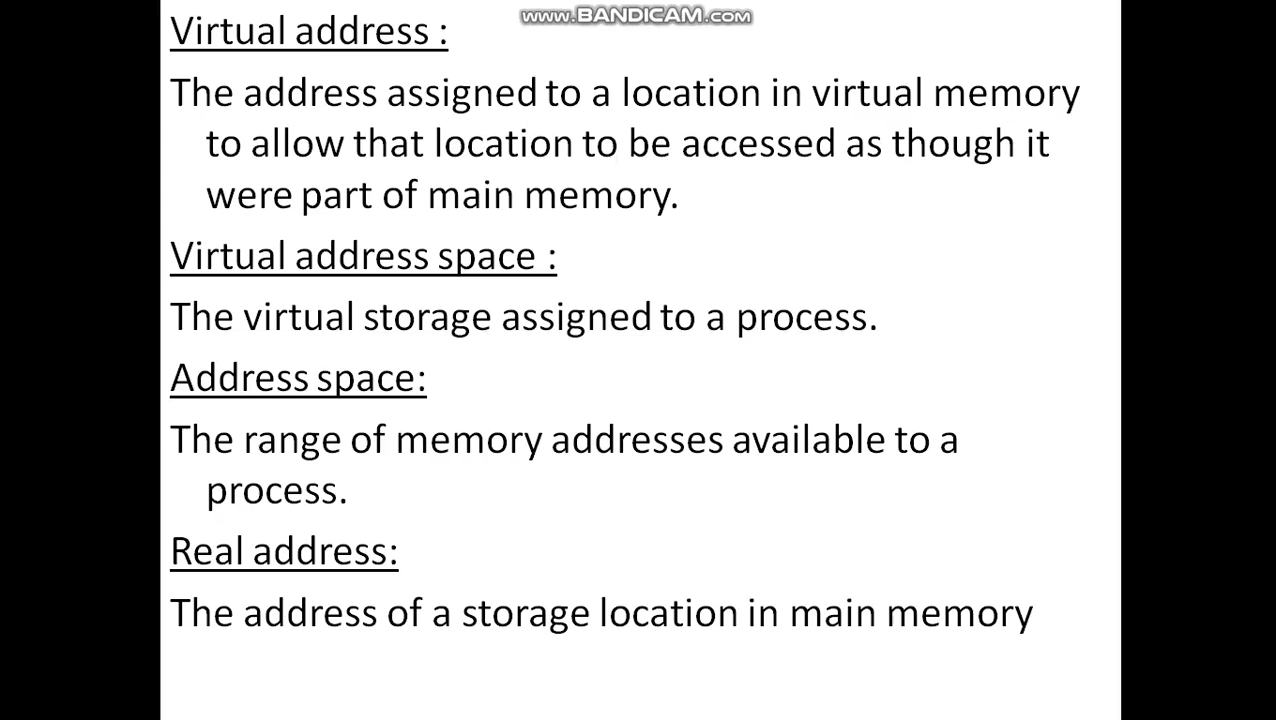 www.BANDICAM.com
Virtual address :
The address assigned to a location in virtual memory
to allow that location to be accessed as though it
were part of main memory.
Virtual address space :
The virtual storage assigned to a process.
Address space:
The range of memory addresses available to a
process.
Real address:
The address of a storage location in main memory